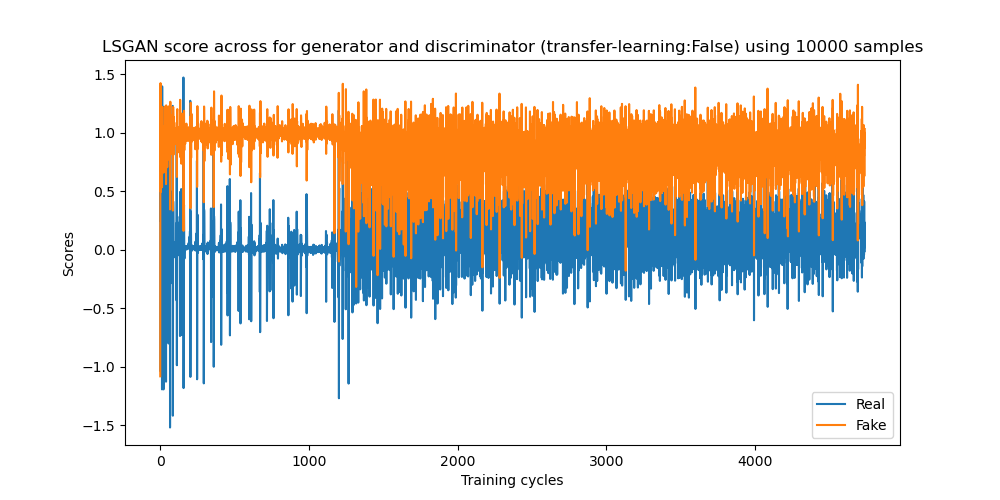 LSGAN score across for generator and discriminator (transfer-learning:False) using 10000 samples
1.5
1.0
0.5
0.0
−0.5
−1.0
−1.5
Scores
0 1000 2000 3000 4000
Training cycles
Real
Fake